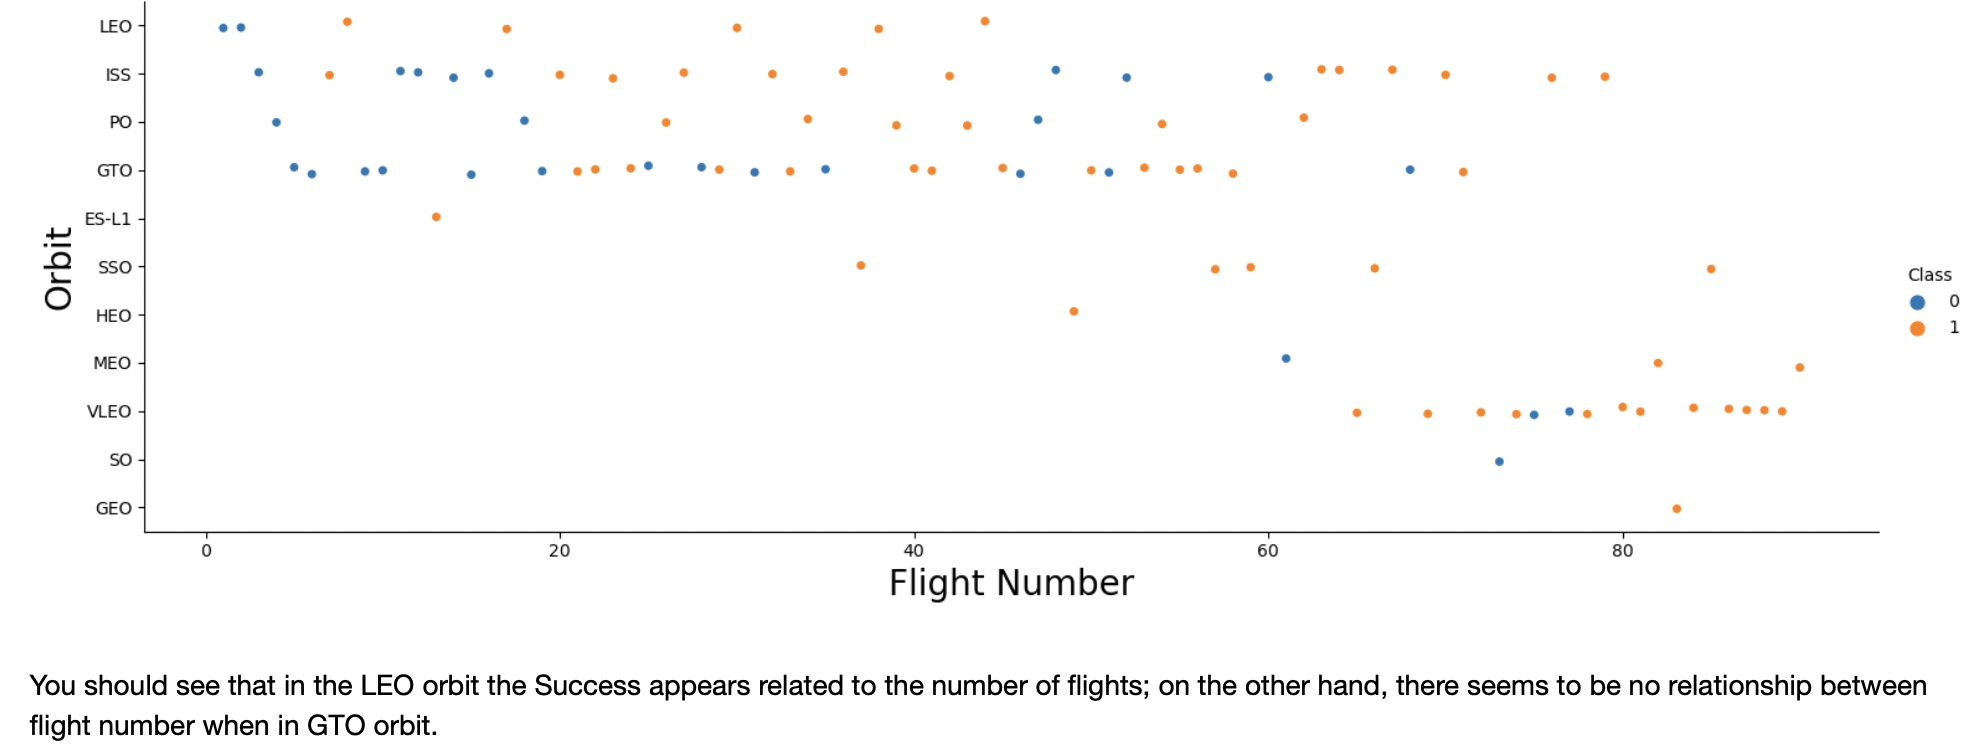 LEO
ISS
PO
GTO
ES-L1
SSO
HEO
MEO
VLEO
SO
GEO
Orbit
0 20 40 60 80
Flight Number
Class
0
1
You should see that in the LEO orbit the Success appears related to the number of flights; on the other hand, there seems to be no relationship between
flight number when in GTO orbit.